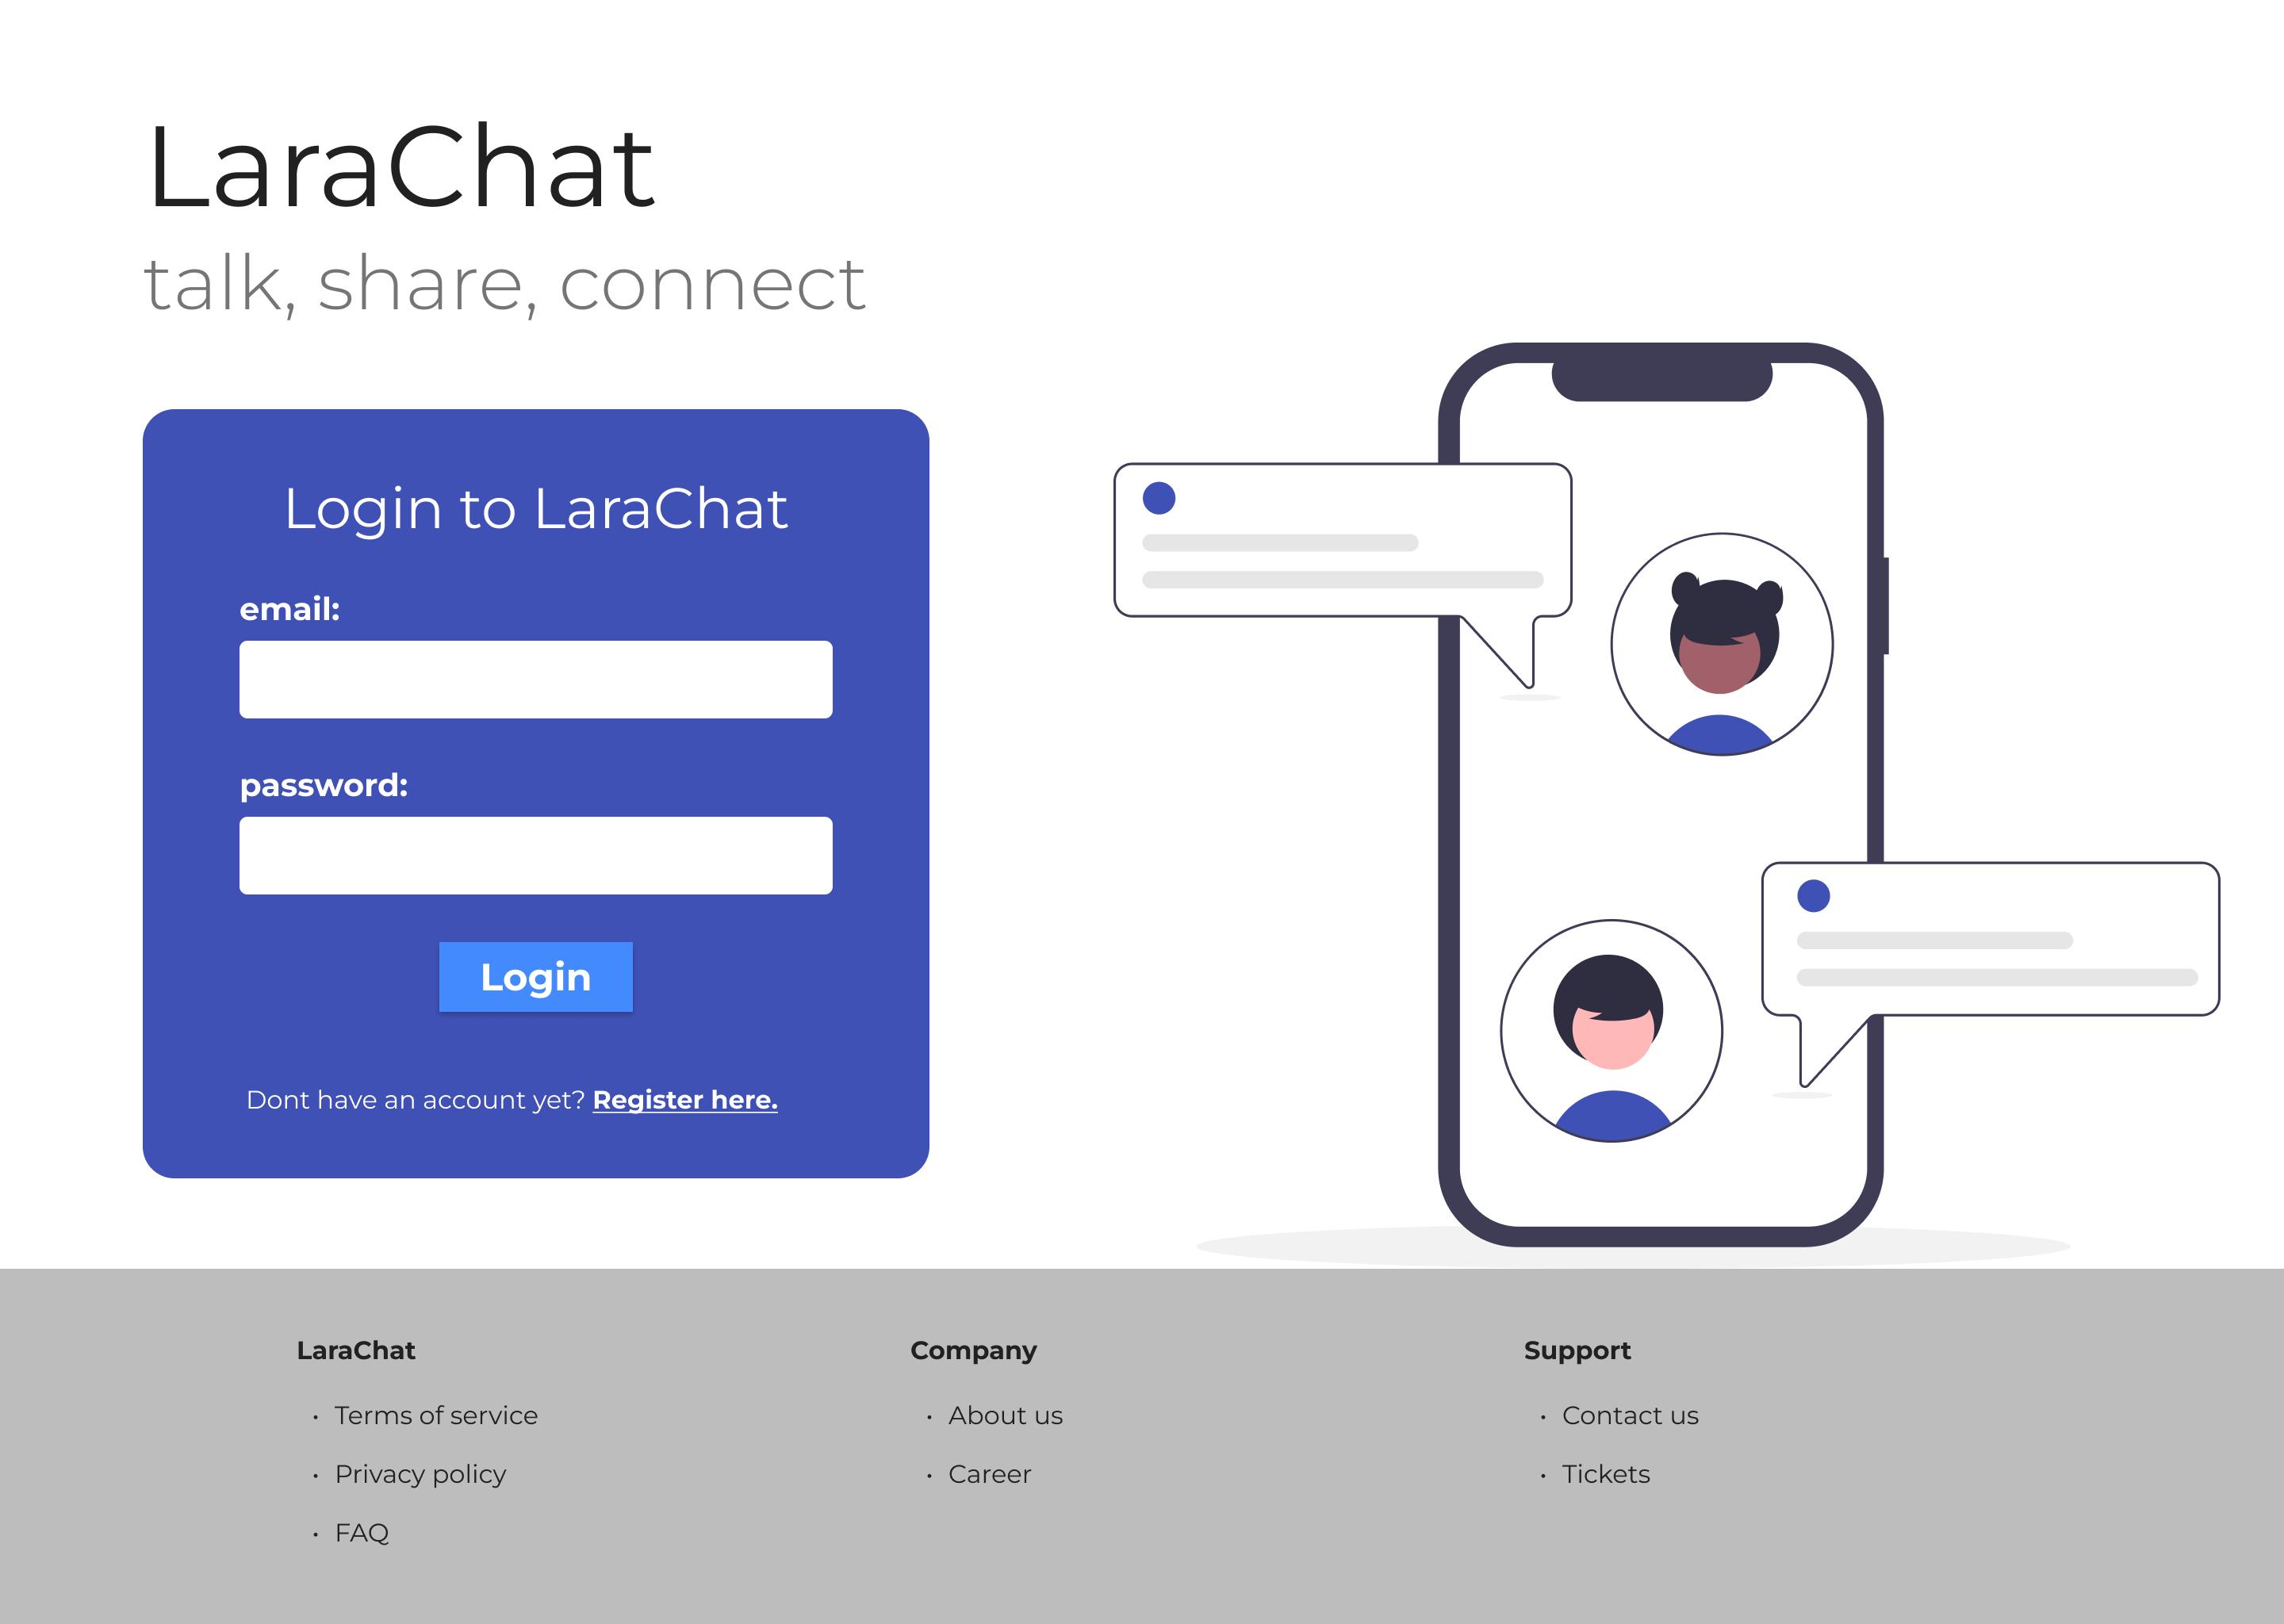 LaraChat
talk, share, connect
Login to LaraChat
email:
password:
Login
Dont have an account yet? Register here.
LaraChat
• Terms of service
• Privacy policy
• FAQ
Company
• About us
• Career
Support
• Contact us
• Tickets